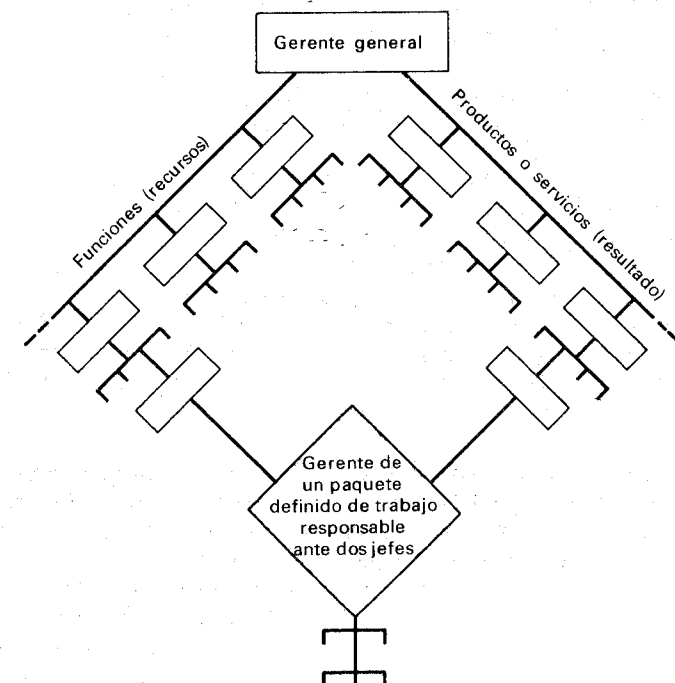 Gerente general
Funciones (recursos)
Productos o servicios (resultado)
Gerente de
un paquete
definido de trabajo
responsable
ante dos jefes